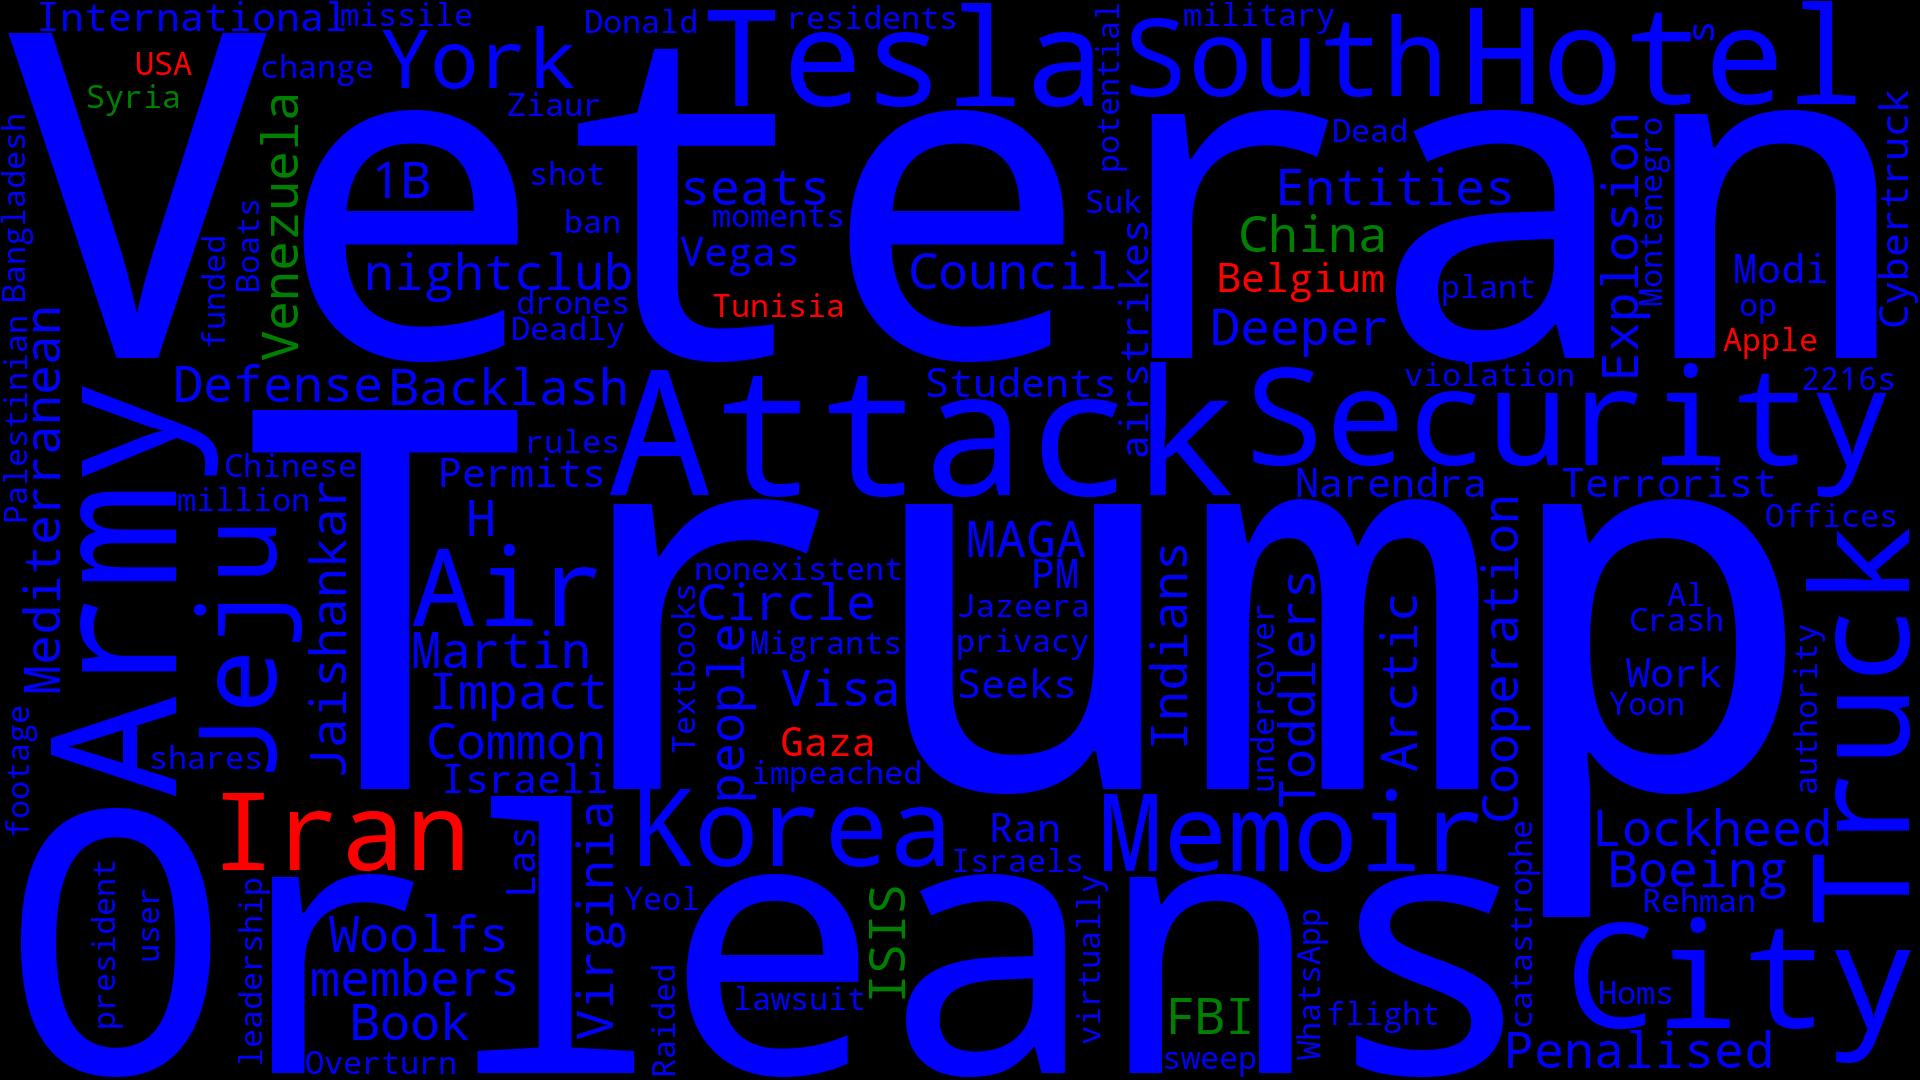 International
missile
Donald
Tesla
residents
military
South
Hotel
s
USA
Syria
change
York
Ziaur
potential
Dead
Cybertruck
Veteran
Venezuela
Bangladesh
1B
shot
seats
moments
Suk
Entities
Explosion
Montenegro
ban
Boats
funded
China
Vegas
nightclub
Council
airstrikes
Belgium
plant
Modi
op
drones
Deadly
Tunisia
Deeper
Apple
Palestinian
Mediterranean
Army
Defense
Backlash
Attack
Students
violation
Security
2216s
rules
Chinese
Permits
million
Narendra
Terrorist
Offices
Jeju
Jaishankar
H
Air
Trump
MAGA
PM
nonexistent
Circle
Jazeera
Textbooks
people
Migrants
privacy
Indians
undercover
Toddlers
Arctic
Cooperation
Al
Crash
Work
Yoon
Truck
authority
Martin
Impact
Visa
Seeks
Common
Gaza
impeached
Israeli
shares
footage
Iran
Las
Virginia
Korea
Ran
Israels
Memoir
Lockheed
Boeing
Rehman
Pcatastrophe
Orleans
president
user
leadership
Woolfs
members
Book
Overturn
Yeol
ISIS
virtually
WhatsApp
Raided
lawsuit
FBI
sweep
flight
City
Homs
Penalised